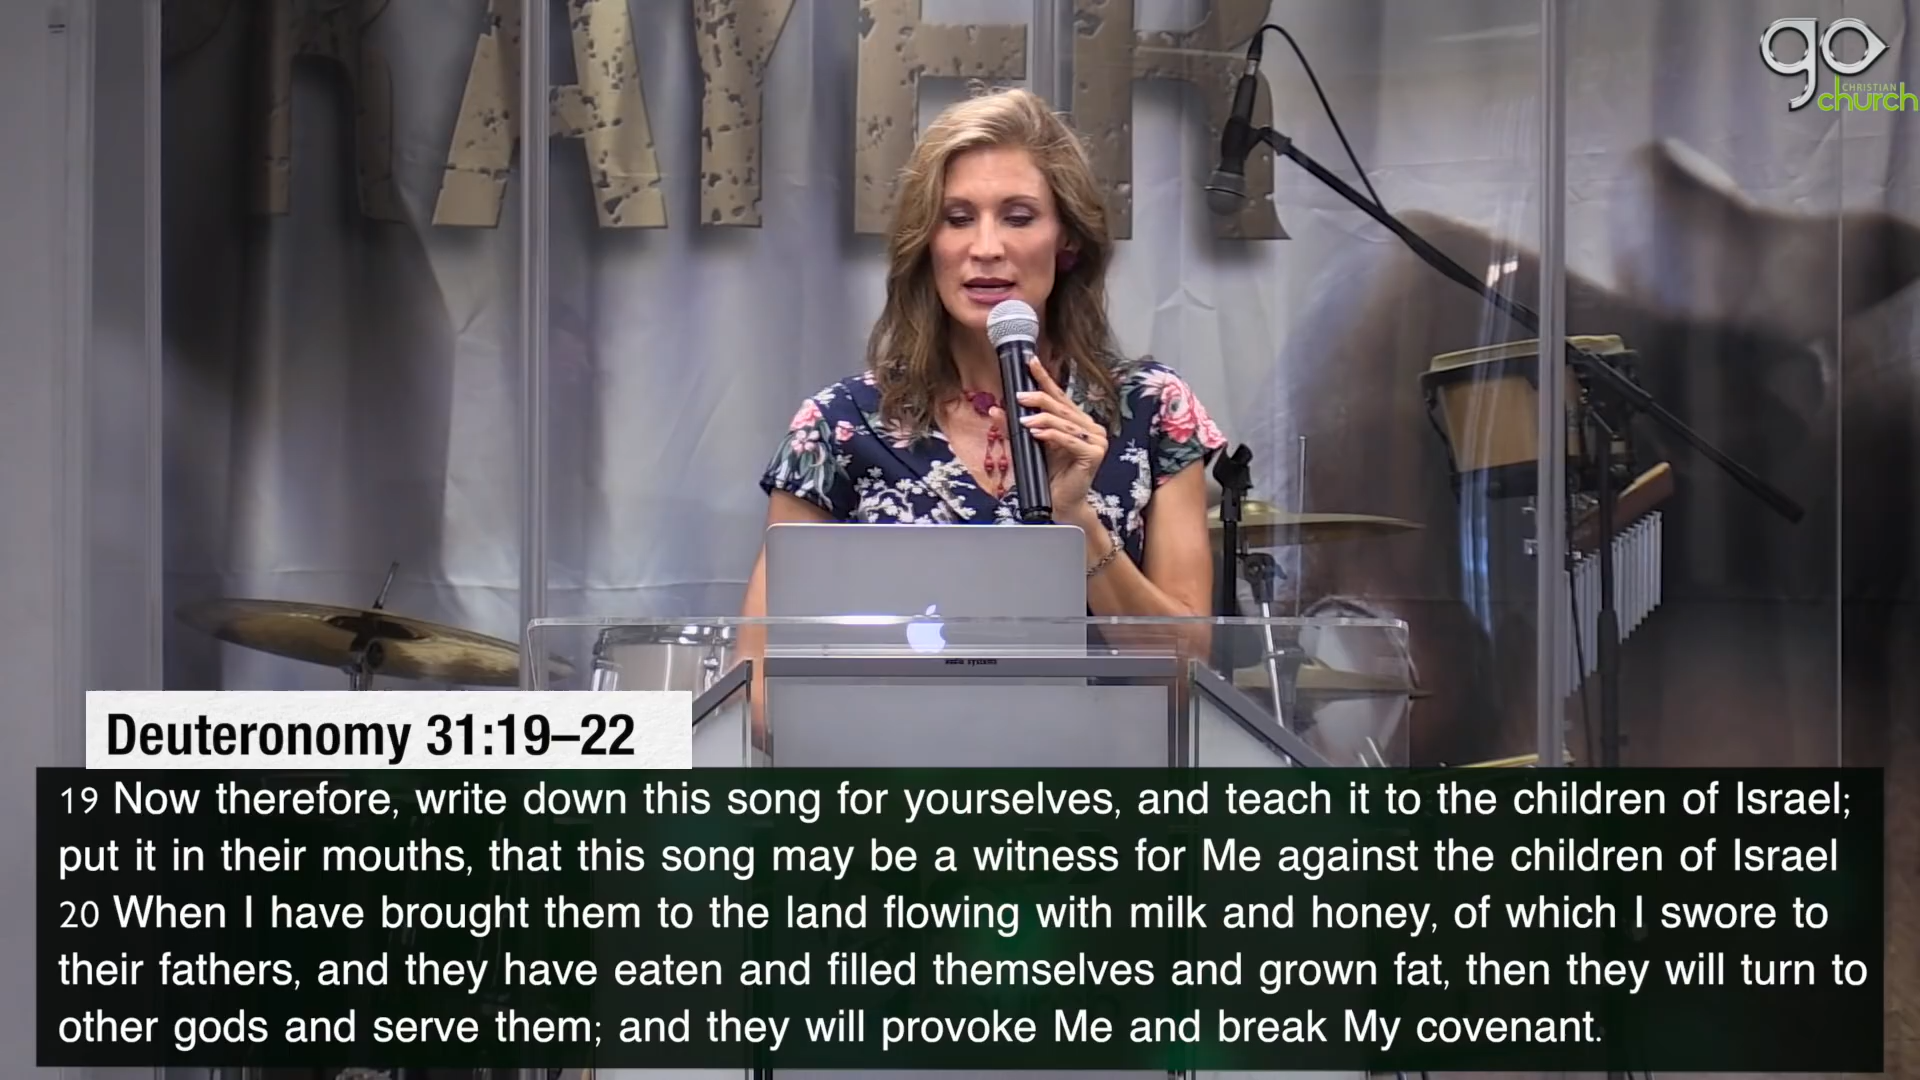 RAYER
go
CHRISTIAN
church
Deuteronomy 31:19–22
19 Now therefore, write down this song for yourselves, and teach it to the children of Israel;
put it in their mouths, that this song may be a witness for Me against the children of Israel
20 When I have brought them to the land flowing with milk and honey, of which I swore to
their fathers, and they have eaten and filled themselves and grown fat, then they will turn to
other gods and serve them; and they will provoke Me and break My covenant.